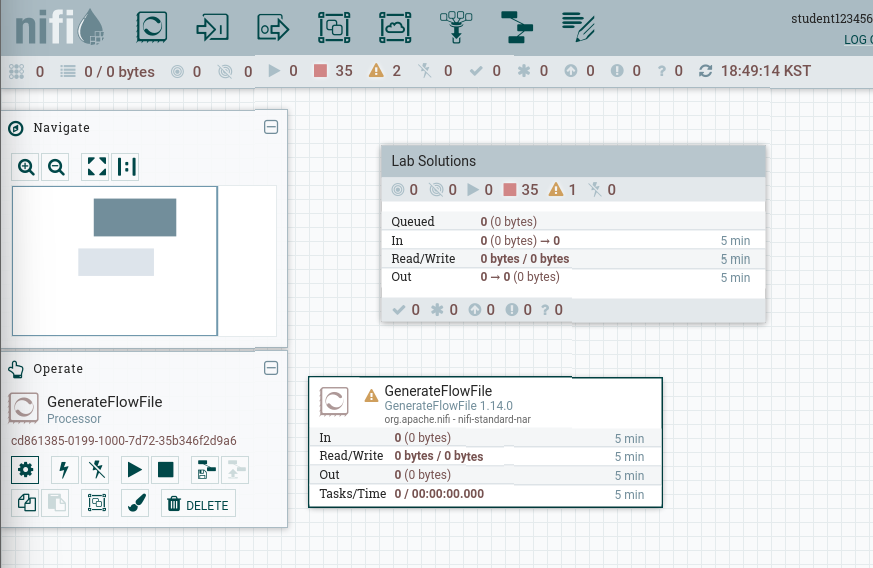 nifi
student123456
LOG
0 0 / 0 bytes 0 0 0 35 2 0 0 0 0 0 ? 0 18:49:14 KST
Navigate
Operate
GenerateFlowFile
Processor
cd861385-0199-1000-7d72-35b346f2d9a6
DELETE
Lab Solutions
0 0 0 35 1 0
Queued 0 (0 bytes)
In 0 (0 bytes) → 0 5 min
Read/Write 0 bytes / 0 bytes 5 min
Out 0 → 0 (0 bytes) 5 min
0 0 0 0 ? 0
GenerateFlowFile
GenerateFlowFile 1.14.0
org.apache.nifi - nifi-standard-nar
In 0 (0 bytes) 5 min
Read/Write 0 bytes / 0 bytes 5 min
Out 0 (0 bytes) 5 min
Tasks/Time 0 / 00:00:00.000 5 min